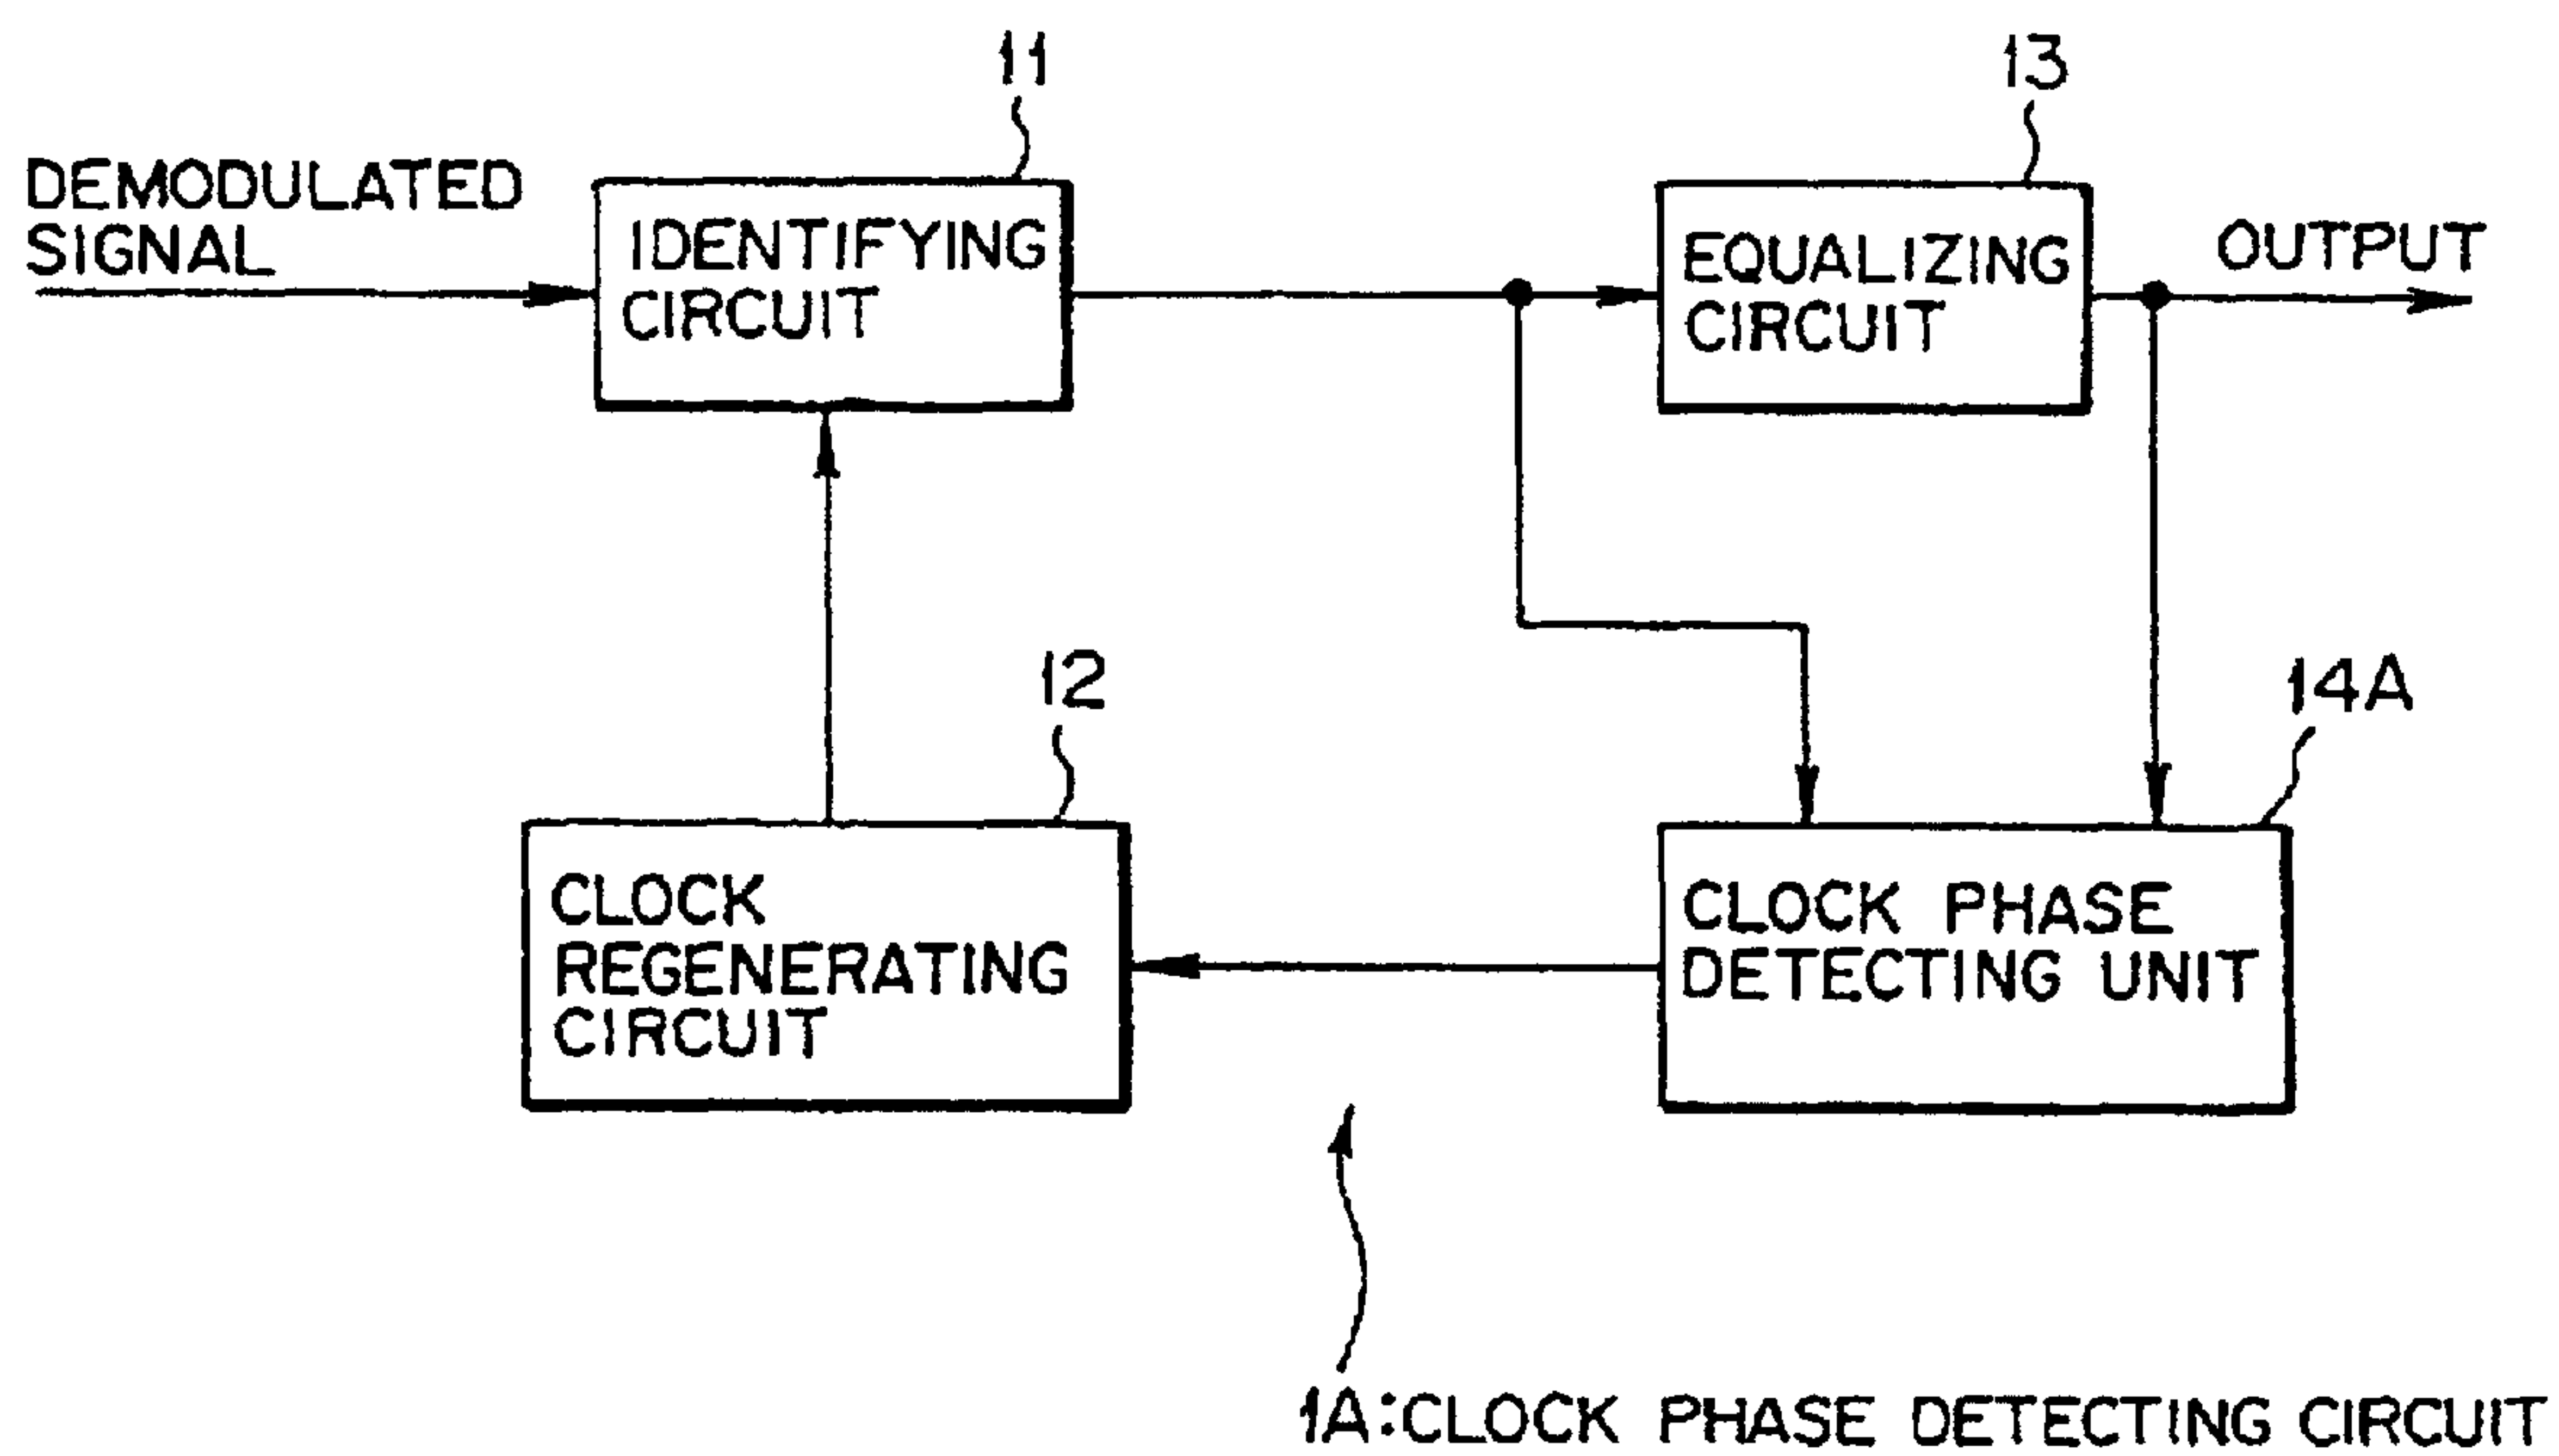 11
13
DEMODULATED
SIGNAL
IDENTIFYING
CIRCUIT
EQUALIZING
CIRCUIT
OUTPUT
12
14A
CLOCK
REGENERATING
CIRCUIT
CLOCK PHASE
DETECTING UNIT
1A:CLOCK PHASE DETECTING CIRCUIT